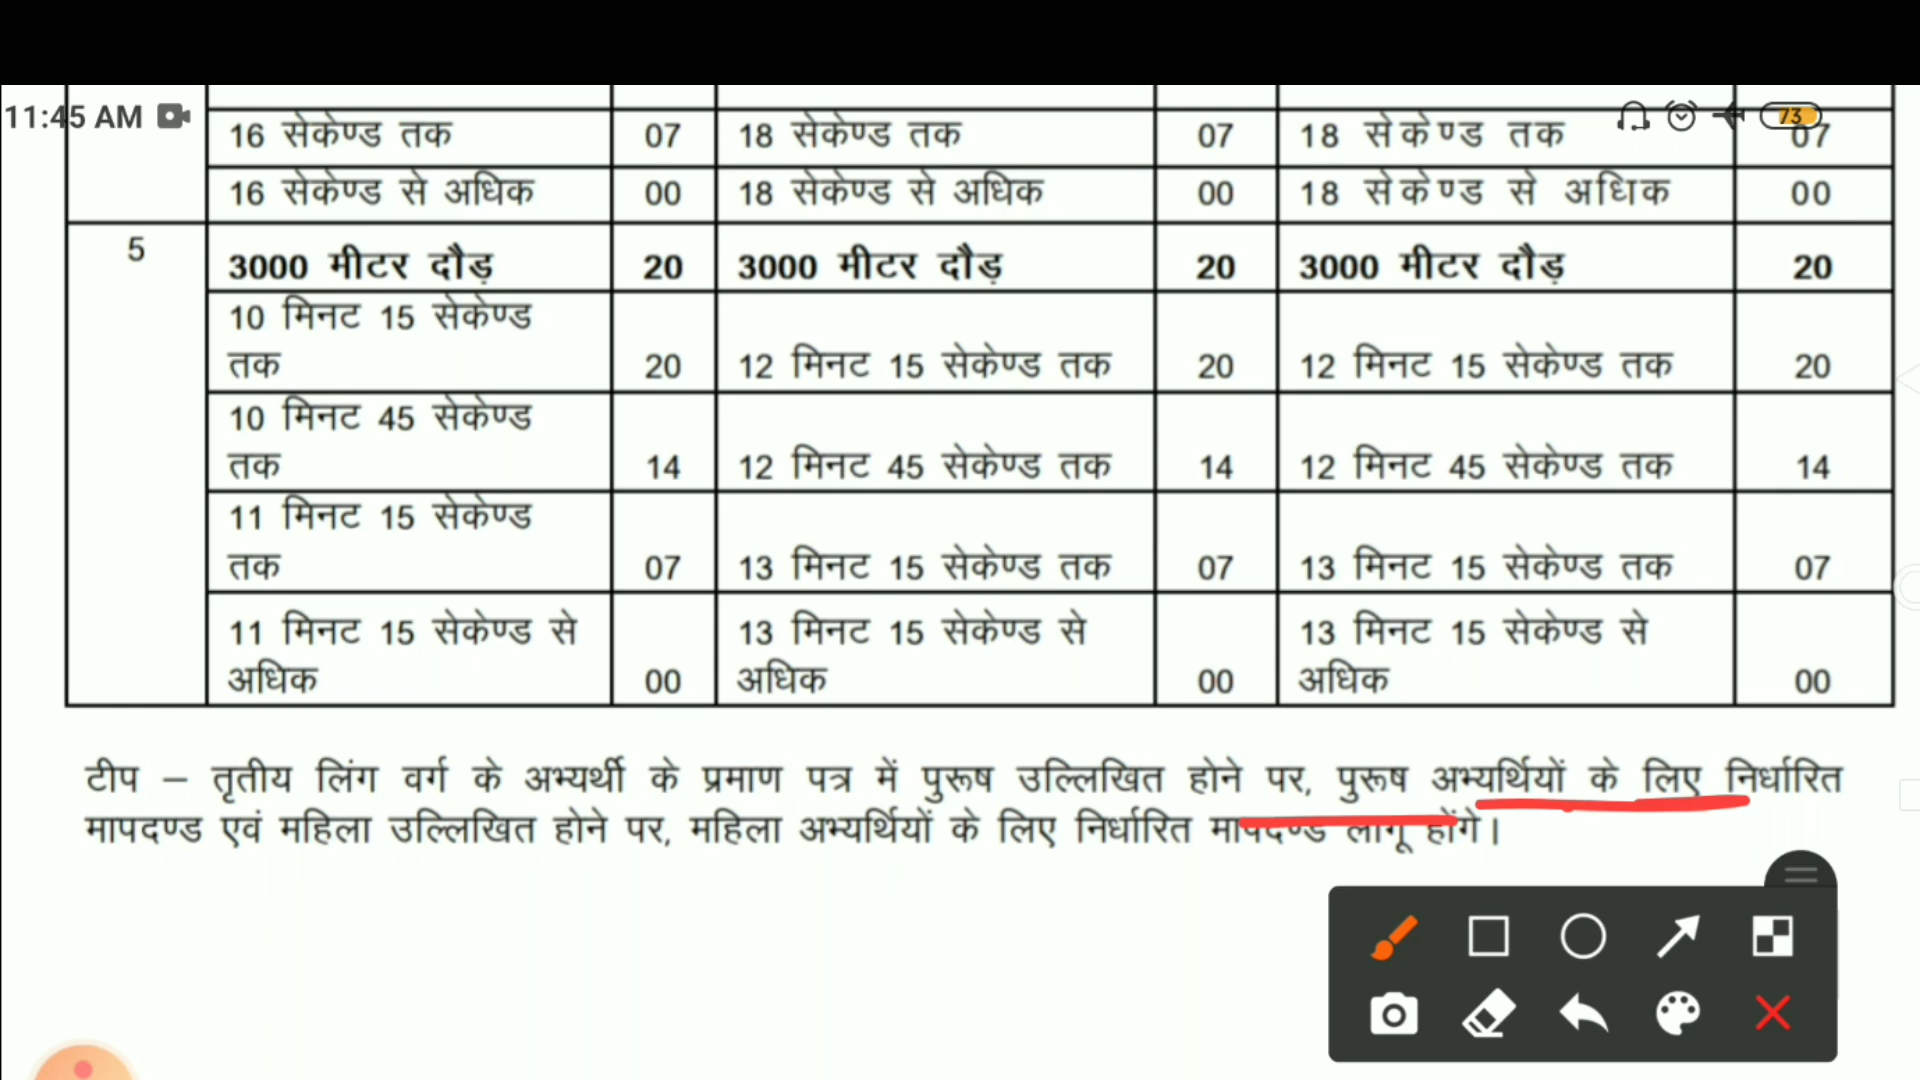 11:45 AM
73
16 सेकेण्ड तक 07 18 सेकेण्ड तक 07 18 सेकेण्ड तक 07
16 सेकेण्ड से अधिक 00 18 सेकेण्ड से अधिक 00 18 सेकेण्ड से अधिक 00
5 3000 मीटर दौड़ 20 3000 मीटर दौड़ 20 3000 मीटर दौड़ 20
10 मिनट 15 सेकेण्ड
तक 20 12 मिनट 15 सेकेण्ड तक 20 12 मिनट 15 सेकेण्ड तक 20
10 मिनट 45 सेकेण्ड
तक 14 12 मिनट 45 सेकेण्ड तक 14 12 मिनट 45 सेकेण्ड तक 14
11 मिनट 15 सेकेण्ड
तक 07 13 मिनट 15 सेकेण्ड तक 07 13 मिनट 15 सेकेण्ड तक 07
11 मिनट 15 सेकेण्ड से 13 मिनट 15 सेकेण्ड से 13 मिनट 15 सेकेण्ड से
अधिक 00 अधिक 00 अधिक 00
टीप – तृतीय लिंग वर्ग के अभ्यर्थी के प्रमाण पत्र में पुरूष उल्लिखित होने पर, पुरूष अभ्यर्थियों के लिए निर्धारित
मापदण्ड एवं महिला उल्लिखित होने पर, महिला अभ्यर्थियों के लिए निर्धारित मापदण्ड लागू होंगे।